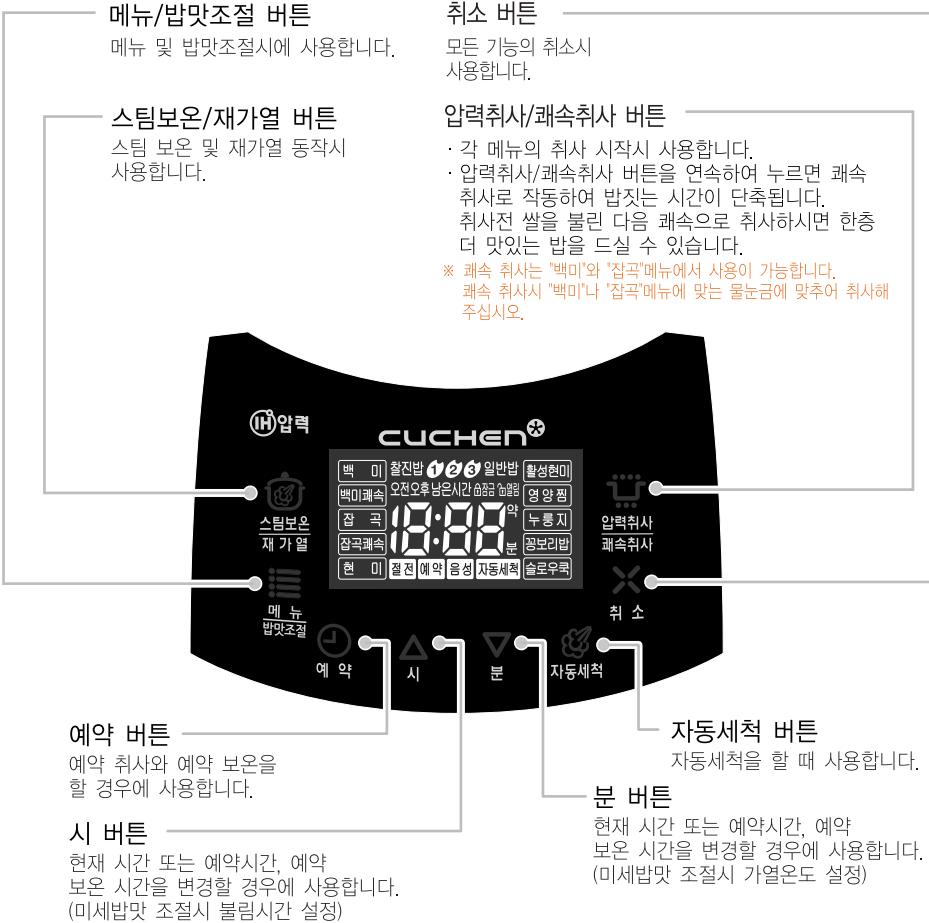 메뉴/밥맛조절 버튼
메뉴 및 밥맛조절시에 사용합니다.
취소 버튼
모든 기능의 취소시
사용합니다.
스팀보온/재가열 버튼
스팀 보온 및 재가열 동작시
사용합니다.
압력취사/쾌속취사 버튼
· 각 메뉴의 취사 시작시 사용합니다.
· 압력취사/쾌속취사 버튼을 연속하여 누르면 쾌속
취사로 작동하여 밥짓는 시간이 단축됩니다.
취사전 쌀을 불린 다음 쾌속으로 취사하시면 한층
더 맛있는 밥을 드실 수 있습니다.
※ 쾌속 취사는 "백미"와 "잡곡"메뉴에서 사용이 가능합니다.
쾌속 취사시 "백미"나 "잡곡"메뉴에 맞는 물눈금에 맞추어 취사해
주십시오.
IH압력
CUCHEN
백 미 찰진밥 1 2 3 일반밥 활성현미
백미쾌속 오전오후 남은시간 잠금 열림 영양찜
잡 곡 18:88 약 누룽지
잡곡쾌속 분 꽁보리밥
현 미 절전 예약 음성 자동세척 슬로우쿡
스팀보온
재가열
압력취사
쾌속취사
메 뉴
밥맛조절
취 소
예 약
시
분
자동세척
예약 버튼
예약 취사와 예약 보온을
할 경우에 사용합니다.
시 버튼
현재 시간 또는 예약시간, 예약
보온 시간을 변경할 경우에 사용합니다.
(미세밥맛 조절시 불림시간 설정)
자동세척 버튼
자동세척을 할 때 사용합니다.
분 버튼
현재 시간 또는 예약시간, 예약
보온 시간을 변경할 경우에 사용합니다.
(미세밥맛 조절시 가열온도 설정)